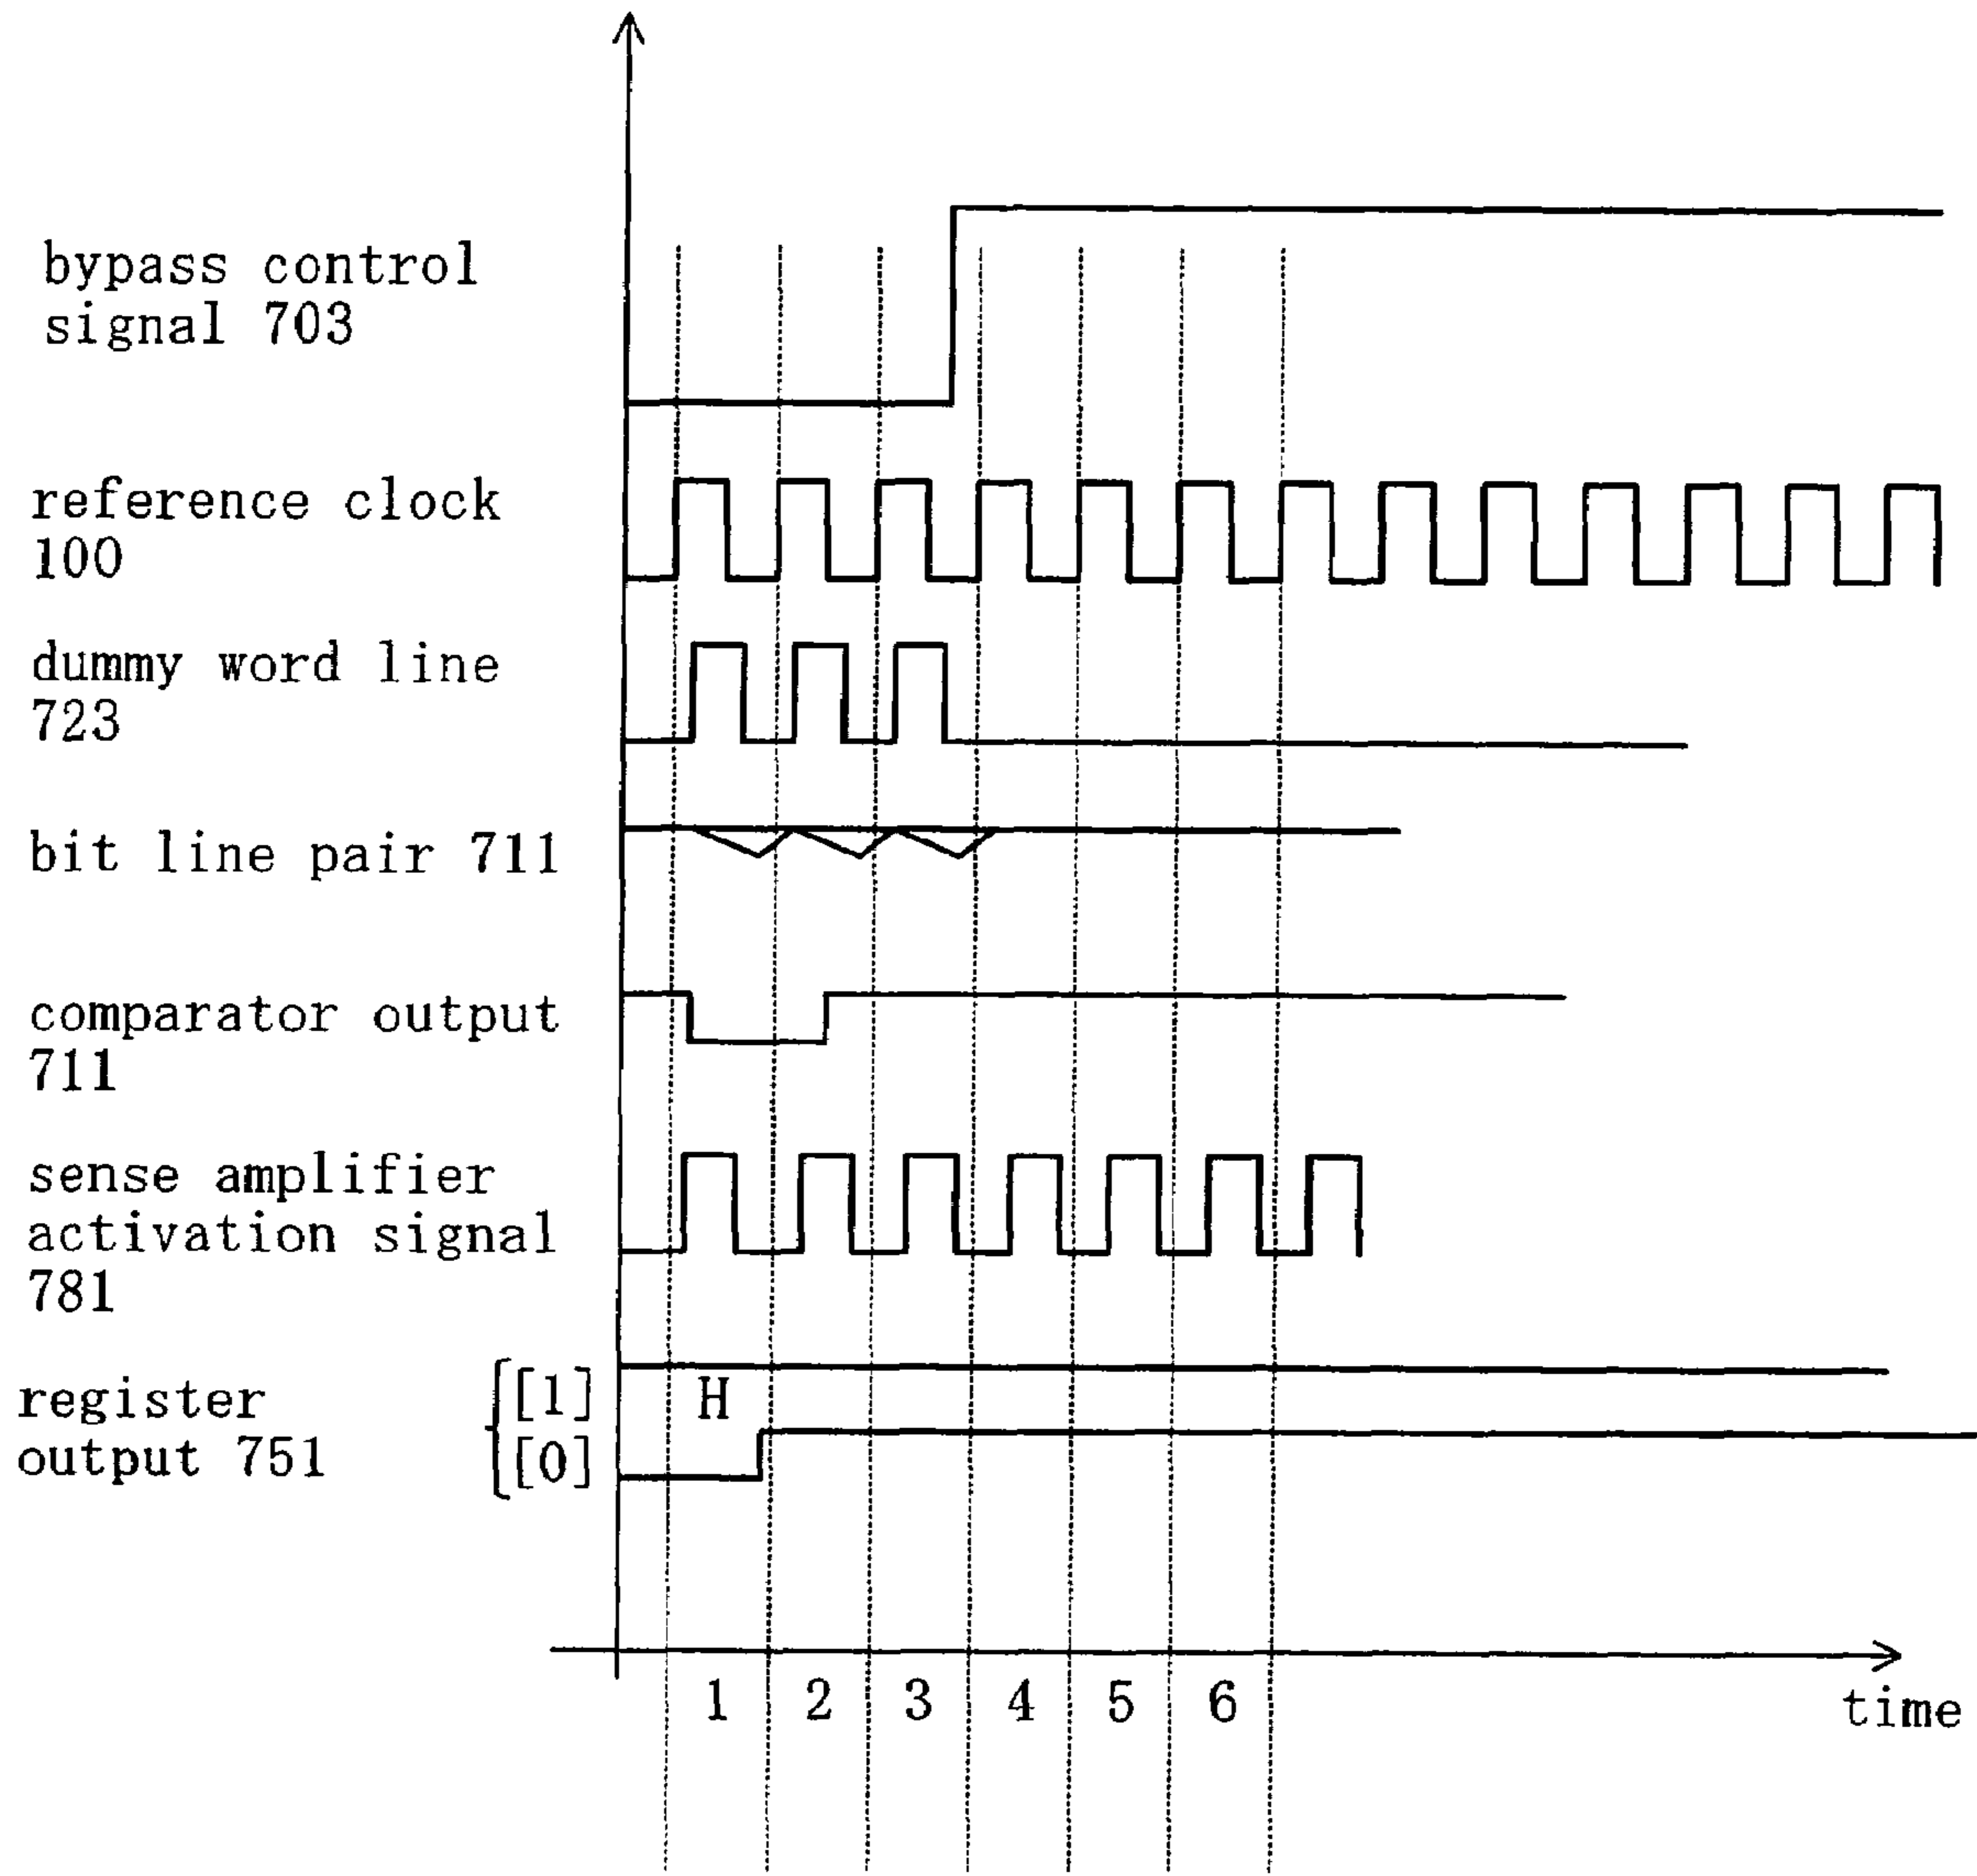 bypass control
signal 703
reference clock
100
dummy word line
723
bit line pair 711
comparator output
711
sense amplifier
activation signal
781
register
output 751
[1]
[0]
H
1 2 3 4 5 6
time